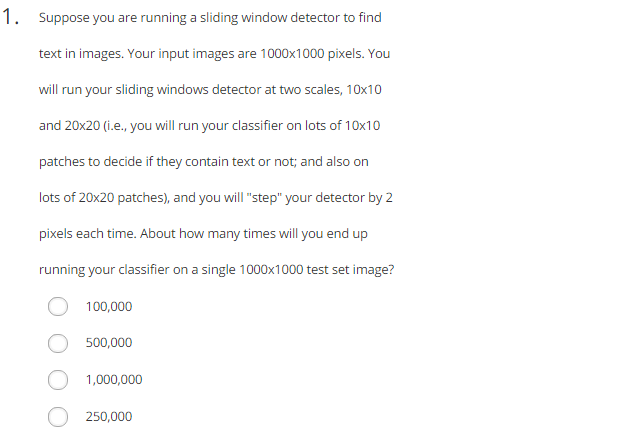 1. Suppose you are running a sliding window detector to find
text in images. Your input images are 1000x1000 pixels. You
will run your sliding windows detector at two scales, 10x10
and 20x20 (i.e., you will run your classifier on lots of 10x10
patches to decide if they contain text or not; and also on
lots of 20x20 patches), and you will "step" your detector by 2
pixels each time. About how many times will you end up
running your classifier on a single 1000x1000 test set image?
100,000
500,000
1,000,000
250,000